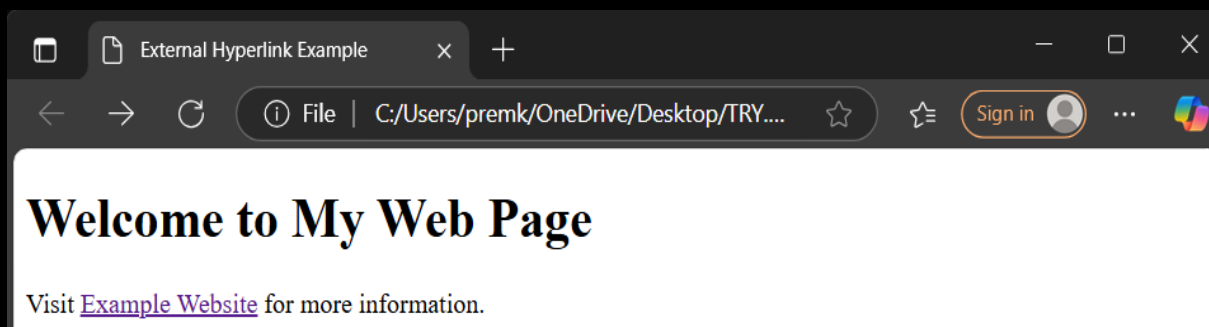 External Hyperlink Example
File C:/Users/premk/OneDrive/Desktop/TRY.... Sign in
Welcome to My Web Page
Visit Example Website for more information.